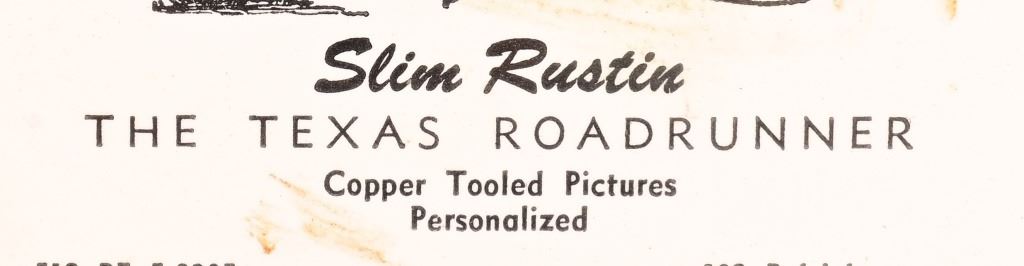 Slim Rustin
THE TEXAS ROADRUNNER
Copper Tooled Pictures
Personalized